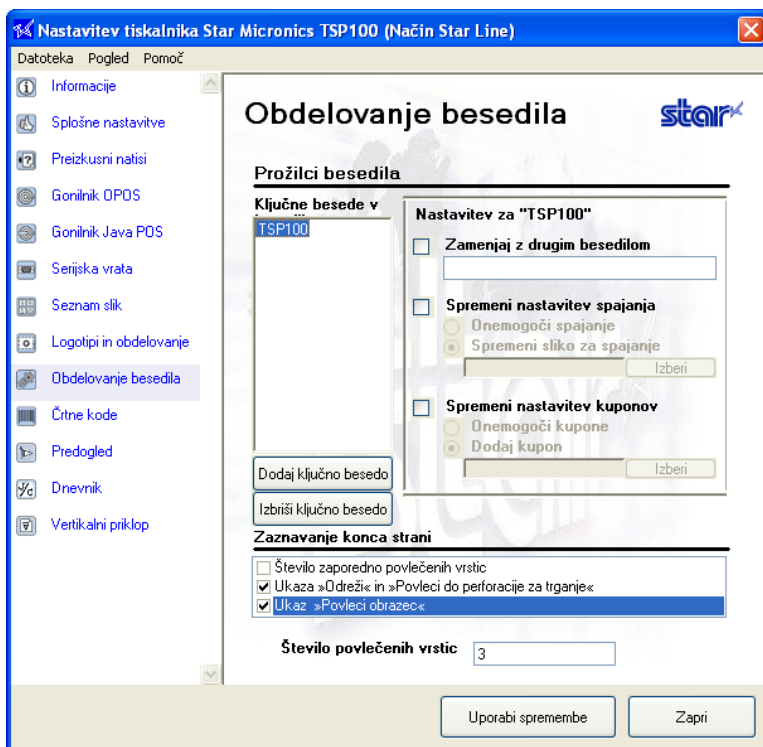 Nastavitev tiskalnika Star Micronics TSP100 (Način Star Line)
Datoteka Pogled Pomoč
Informacije
Splošne nastavitve
Preizkusni natisi
Gonilnik OPOS
Gonilnik Java POS
Serijska vrata
Seznam slik
Logotipi in obdelovanje
Obdelovanje besedila
Črtne kode
Predogled
Dnevnik
Vertikalni priklop
Obdelovanje besedila
star
Prožilci besedila
Ključne besede v
TSP100
Dodaj ključno besedo
Izbriši ključno besedo
Nastavitev za "TSP100"
Zamenjaj z drugim besedilom
Spremeni nastavitev spajanja
Onemogoči spajanje
Spremeni sliko za spajanje
Izberi
Spremeni nastavitev kuponov
Onemogoči kupone
Dodaj kupon
Izberi
Zaznavanje konca strani
Število zaporedno povlečenih vrstic
Ukaza »Odreži« in »Povleci do perforacije za trganje«
Ukaz »Povleci obrazec«
Število povlečenih vrstic 3
Uporabi spremembe
Zapri